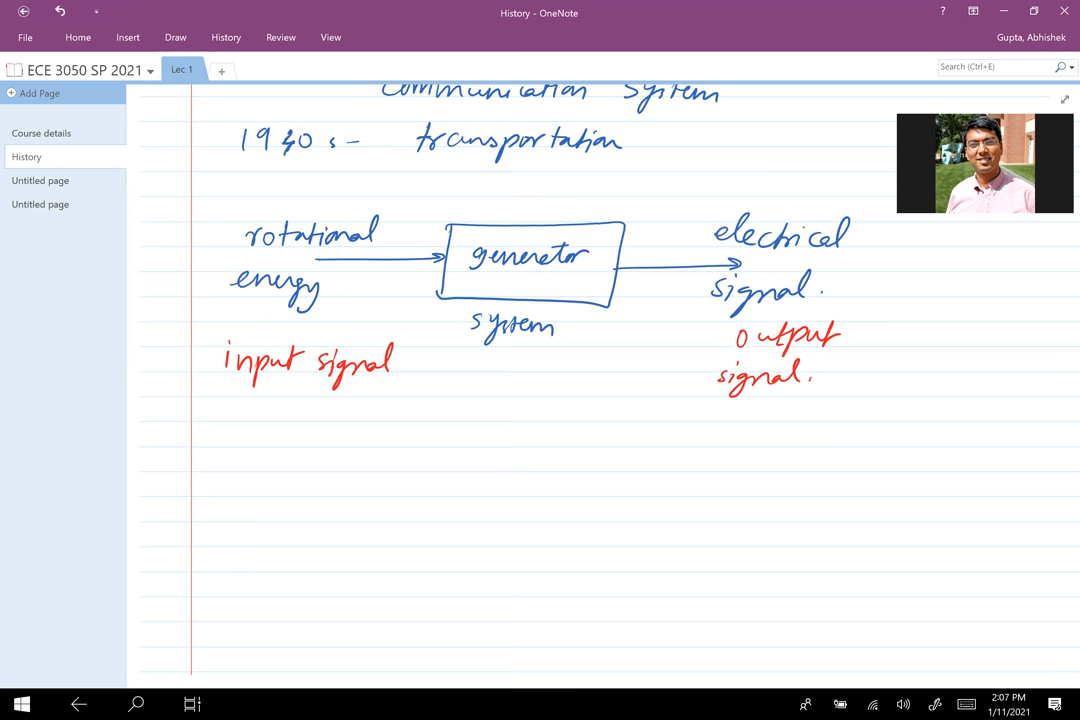 History - OneNote
?
File Home Insert Draw History Review View
Gupta, Abhishek
ECE 3050 SP 2021
Lec 1
+
Search (Ctrl+E)
Add Page
Course details
History
Untitled page
Untitled page
Communication System
1940s - transportation
rotational
energy
generator
system
electrical
signal.
input signal
output
signal.
2:07 PM
1/11/2021